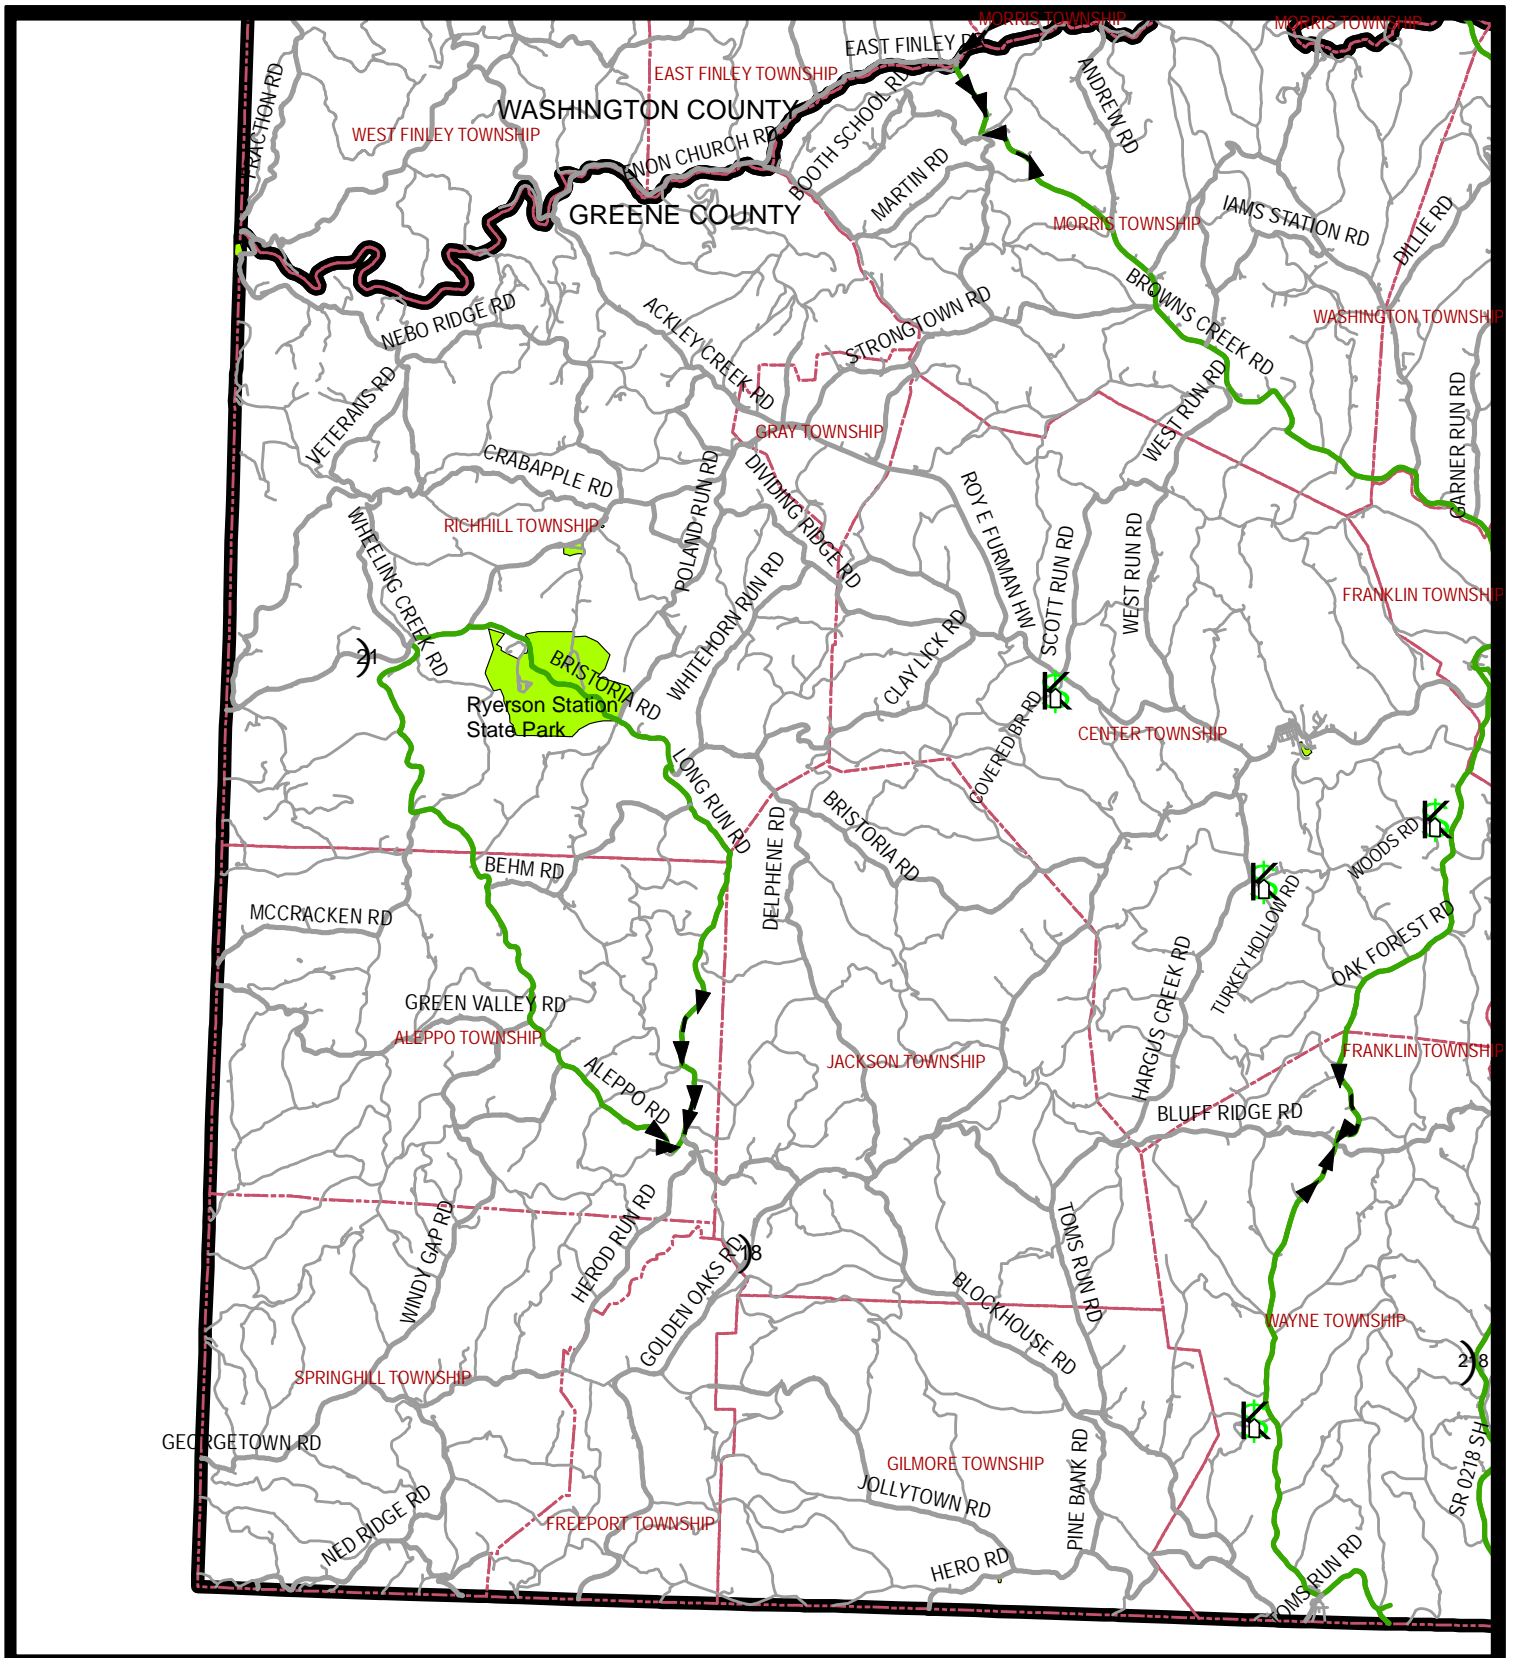 MORRIS TOWNSHIP
MORRIS TOWNSHIP
EAST FINLEY RD
EAST FINLEY TOWNSHIP
FRACTION RD
WASHINGTON COUNTY
WEST FINLEY TOWNSHIP
ENON CHURCH RD
BOOTH SCHOOL RD
ANDREW RD
MARTIN RD
GREENE COUNTY
MORRIS TOWNSHIP
IAMS STATION RD
DILLIE RD
NEBO RIDGE RD
ACKLEY CREEK RD
STRONGTOWN RD
BROWNS CREEK RD
WASHINGTON TOWNSHIP
VETERANS RD
GRAY TOWNSHIP
WEST RUN RD
GARNER RUN RD
CRABAPPLE RD
POLAND RUN RD
DIVIDING RIDGE RD
ROY E FURMAN HW
RICHHILL TOWNSHIP
WHEELING CREEK RD
SCOTT RUN RD
WEST RUN RD
WHITEHORN RUN RD
FRANKLIN TOWNSHIP
CLAY LICK RD
21
BRISTORIA RD
Ryerson Station
State Park
COVERED BR RD
CENTER TOWNSHIP
LONG RUN RD
DELPHENE RD
BRISTORIA RD
WOODS RD
BEHM RD
MCCRACKEN RD
TURKEY HOLLOW RD
OAK FOREST RD
HARGUS CREEK RD
GREEN VALLEY RD
ALEPPO TOWNSHIP
ALEPPO RD
JACKSON TOWNSHIP
FRANKLIN TOWNSHIP
BLUFF RIDGE RD
WINDY GAP RD
HEROD RUN RD
GOLDEN OAKS RD
18
TOMS RUN RD
BLOCKHOUSE RD
WAYNE TOWNSHIP
218
SPRINGHILL TOWNSHIP
GEORGETOWN RD
GILMORE TOWNSHIP
SR 0218 SH
JOLLYTOWN RD
PINE BANK RD
NED RIDGE RD
FREEPORT TOWNSHIP
HERO RD
TOMS RUN RD